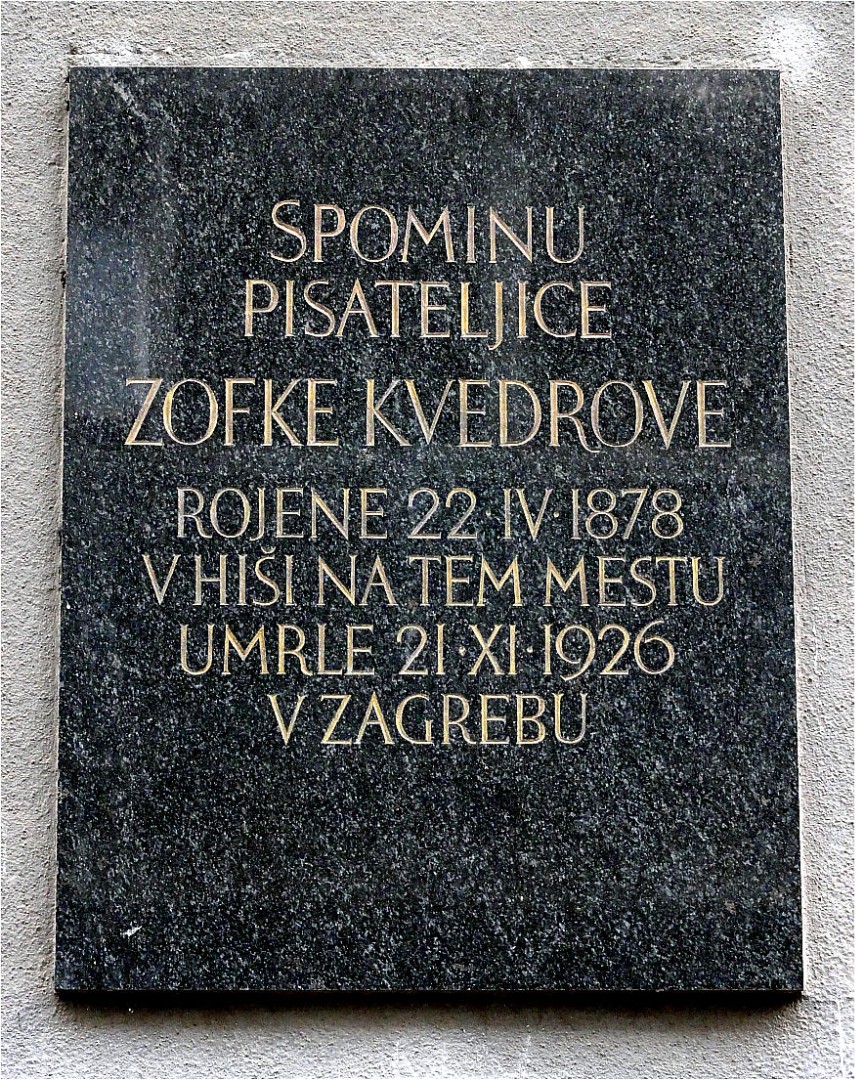 SPOMINU
PISATELJICE
ZOFKE KVEDROVE
ROJENE 22·IV·1878
V HIŠI NA TEM MESTU
UMRLE 21·XI·1926
V ZAGREBU